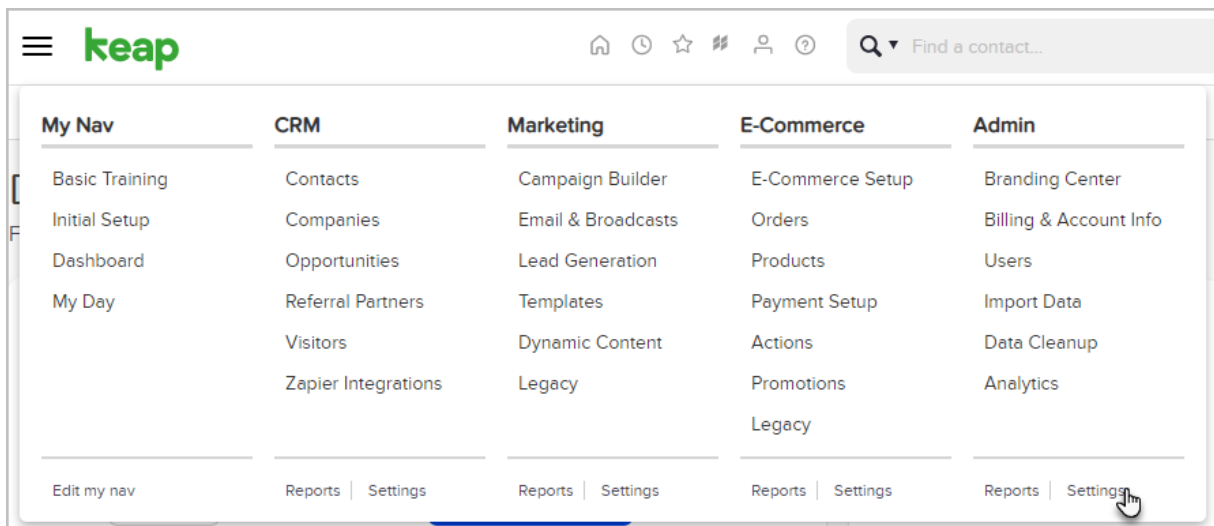 keap
Find a contact...
My Nav
Basic Training
Initial Setup
Dashboard
My Day
Edit my nav
CRM
Contacts
Companies
Opportunities
Referral Partners
Visitors
Zapier Integrations
Reports | Settings
Marketing
Campaign Builder
Email & Broadcasts
Lead Generation
Templates
Dynamic Content
Legacy
Reports | Settings
E-Commerce
E-Commerce Setup
Orders
Products
Payment Setup
Actions
Promotions
Legacy
Reports | Settings
Admin
Branding Center
Billing & Account Info
Users
Import Data
Data Cleanup
Analytics
Reports | Settings